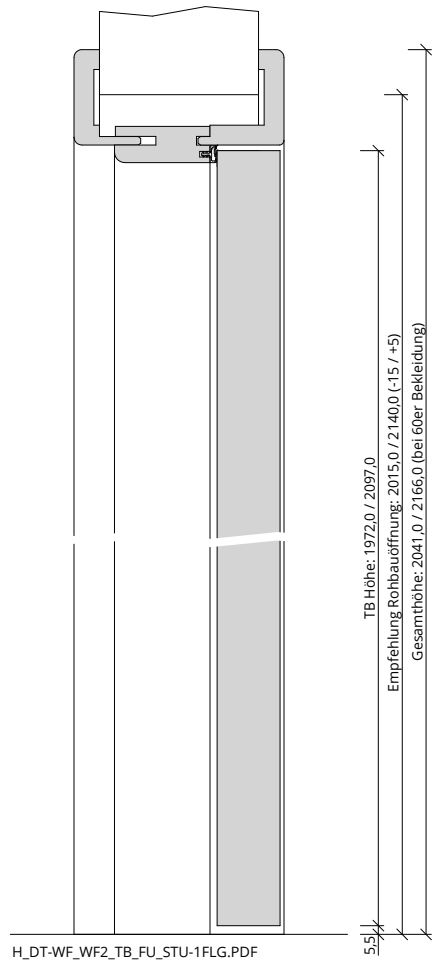 TB Höhe: 1972,0 / 2097,0
Empfehlung Rohbauöffnung: 2015,0 / 2140,0 (-15 / +5)
Gesamthöhe: 2041,0 / 2166,0 (bei 60er Bekleidung)
5,5
H_DT-WF_WF2_TB_FU_STU-1FLG.PDF